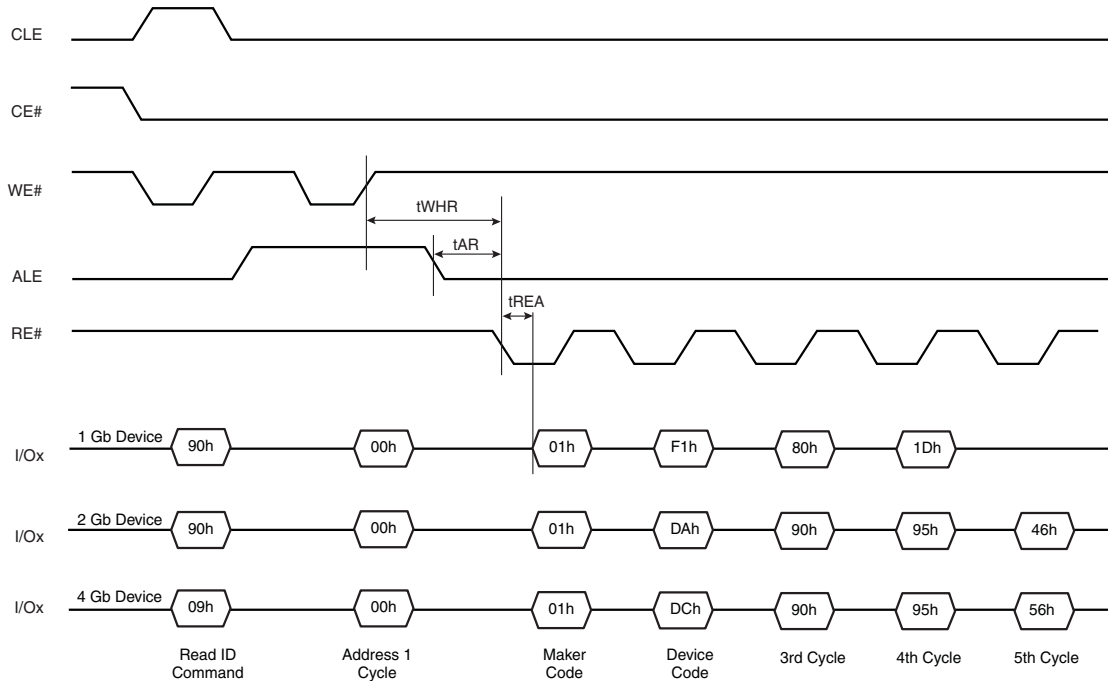 CLE
CE#
WE#
tWHR
tAR
ALE
tREA
RE#
1 Gb Device
I/Ox 90h 00h 01h F1h 80h 1Dh
2 Gb Device
I/Ox 90h 00h 01h DAh 90h 95h 46h
4 Gb Device
I/Ox 09h 00h 01h DCh 90h 95h 56h
Read ID Address 1 Maker Device 3rd Cycle 4th Cycle 5th Cycle
Command Cycle Code Code